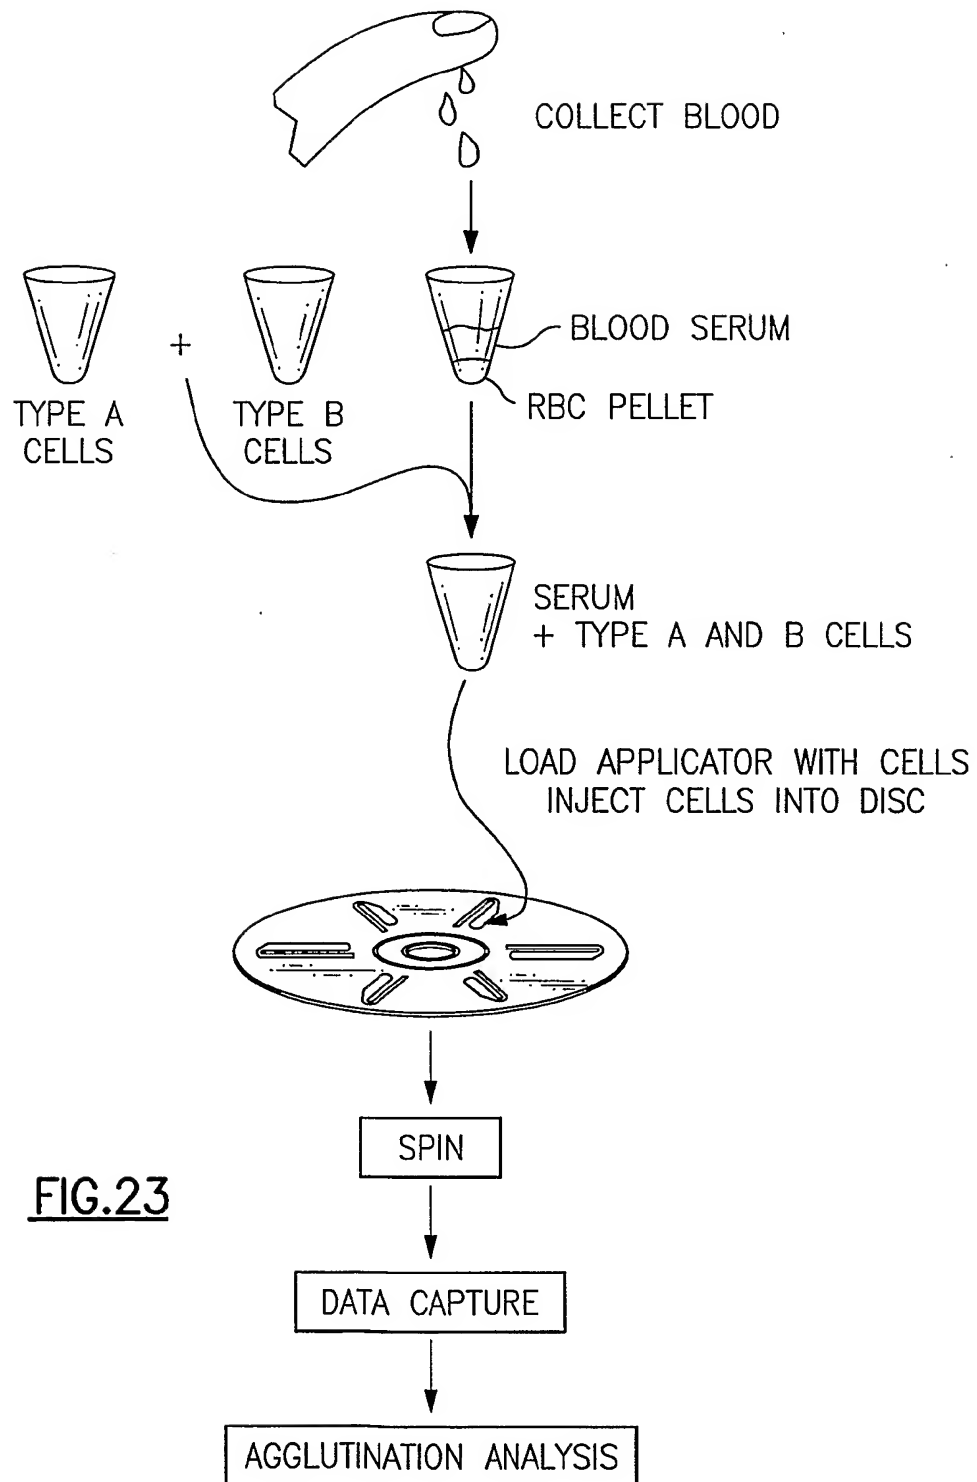 COLLECT BLOOD
BLOOD SERUM
RBC PELLET
+
TYPE A
CELLS
TYPE B
CELLS
SERUM
+ TYPE A AND B CELLS
LOAD APPLICATOR WITH CELLS
INJECT CELLS INTO DISC
SPIN
FIG.23
DATA CAPTURE
AGGLUTINATION ANALYSIS